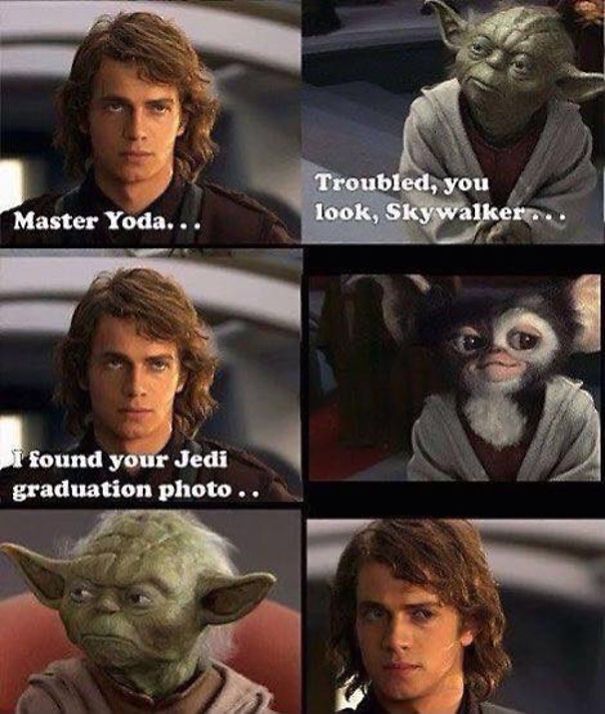 Master Yoda. . .
Troubled, you
look, Skywalker . . .
I found your Jedi
graduation photo . .